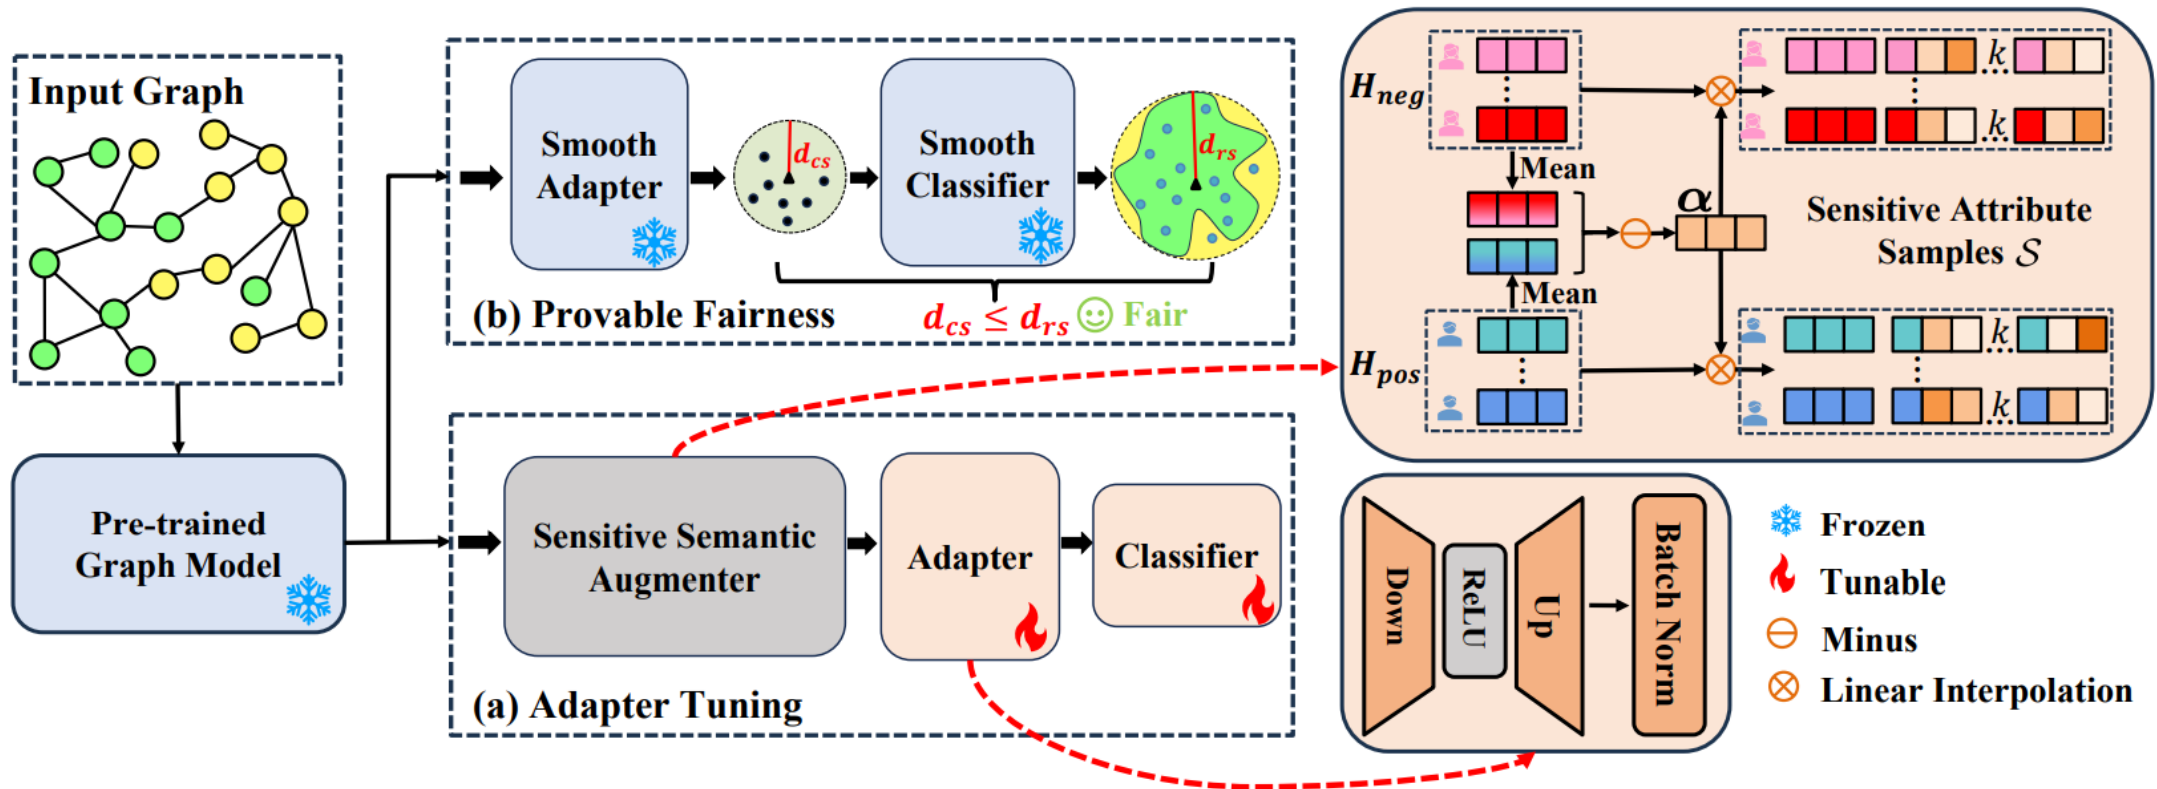 Input Graph
Pre-trained
Graph Model
Smooth
Adapter
d_cs
Smooth
Classifier
d_rs
(b) Provable Fairness
d_cs ≤ d_rs
Fair
Sensitive Semantic
Augmenter
Adapter
Classifier
(a) Adapter Tuning
H_neg
k
...
k
...
Mean
α
Sensitive Attribute
Samples 𝒮
Mean
H_pos
k
...
k
...
Down
ReLU
Up
Batch Norm
Frozen
Tunable
Minus
Linear Interpolation